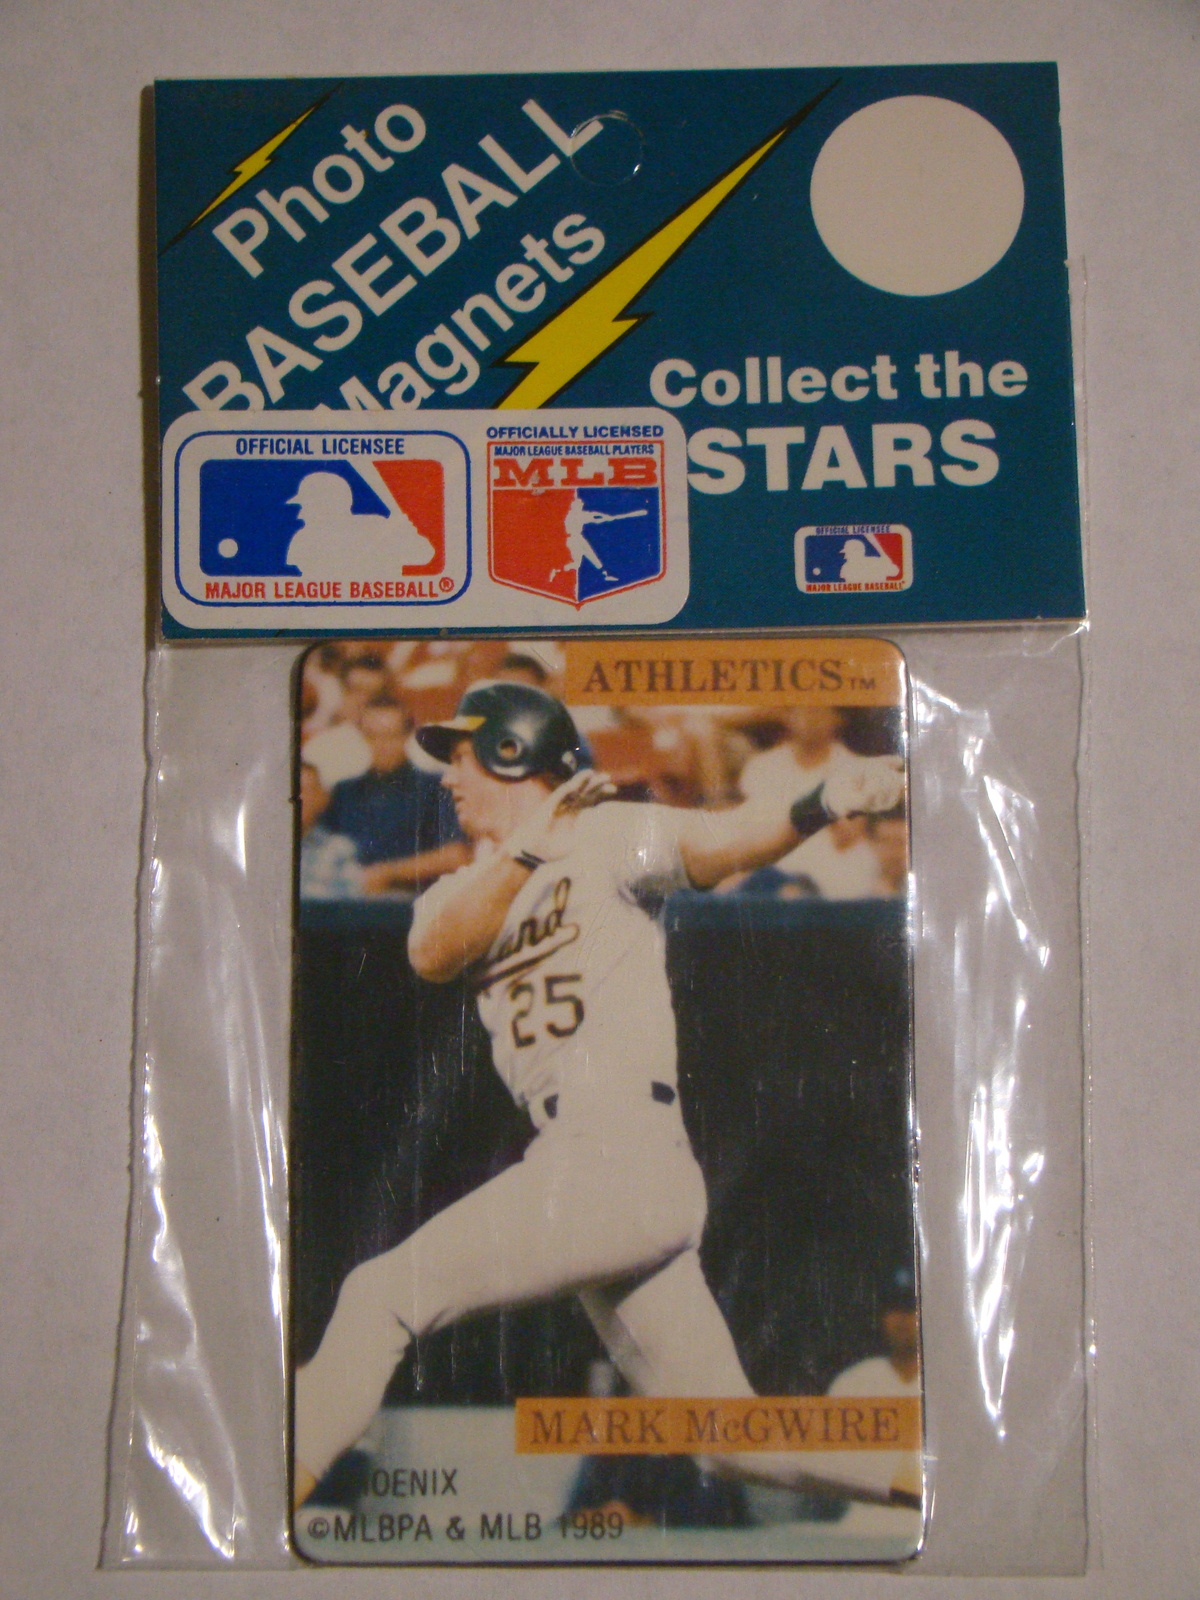 Photo
BASEBALL
Magnets
Collect the
STARS
OFFICIAL LICENSEE
MAJOR LEAGUE BASEBALL®
OFFICIALLY LICENSED
MAJOR LEAGUE BASEBALL PLAYERS
MLB
OFFICIAL LICENSEE
MAJOR LEAGUE BASEBALL
ATHLETICS™
and
25
MARK McGWIRE
OENIX
©MLBPA & MLB 1989